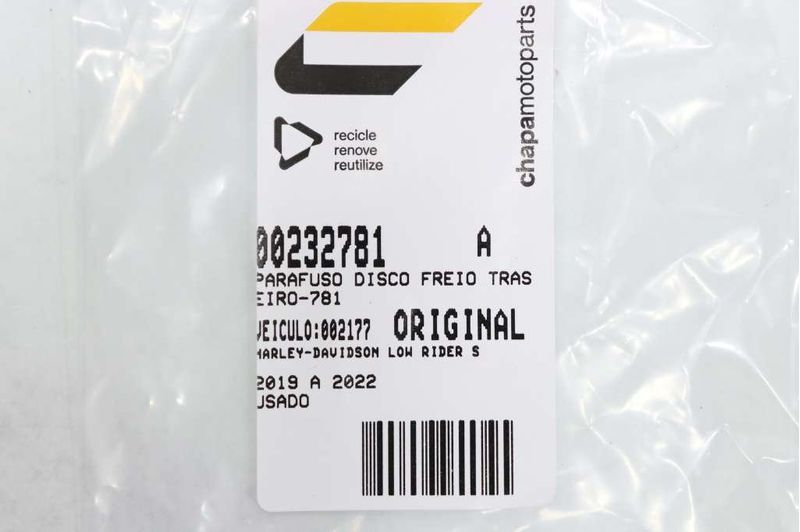 chapamotoparts
recicle
renove
reutilize
00232781 A
PARAFUSO DISCO FREIO TRAS
EIRO-781
VEICULO:002177 ORIGINAL
HARLEY-DAVIDSON LOW RIDER S
2019 A 2022
USADO